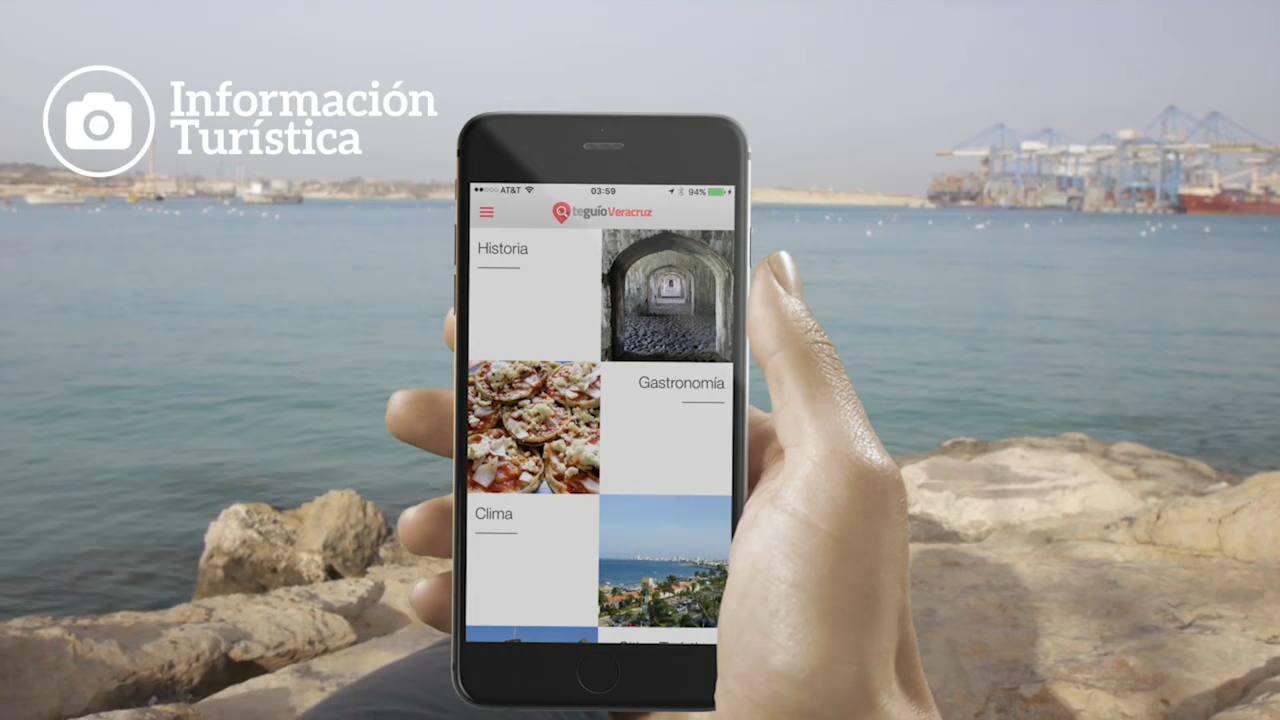 Información
Turística
AT&T
03:59
94%
teguíoVeracruz
Historia
Gastronomía
Clima